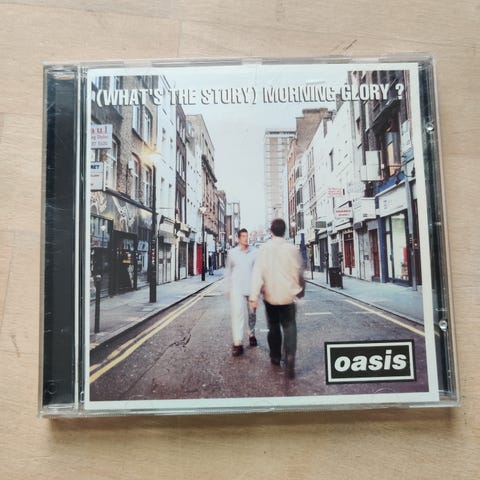 (WHAT'S THE STORY) MORNING GLORY ?
oasis